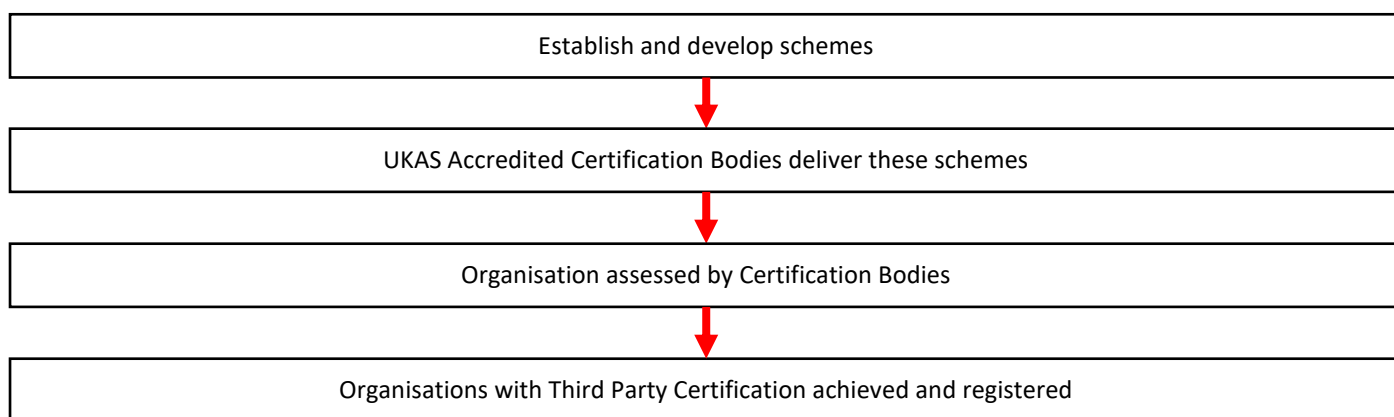 Establish and develop schemes
UKAS Accredited Certification Bodies deliver these schemes
Organisation assessed by Certification Bodies
Organisations with Third Party Certification achieved and registered